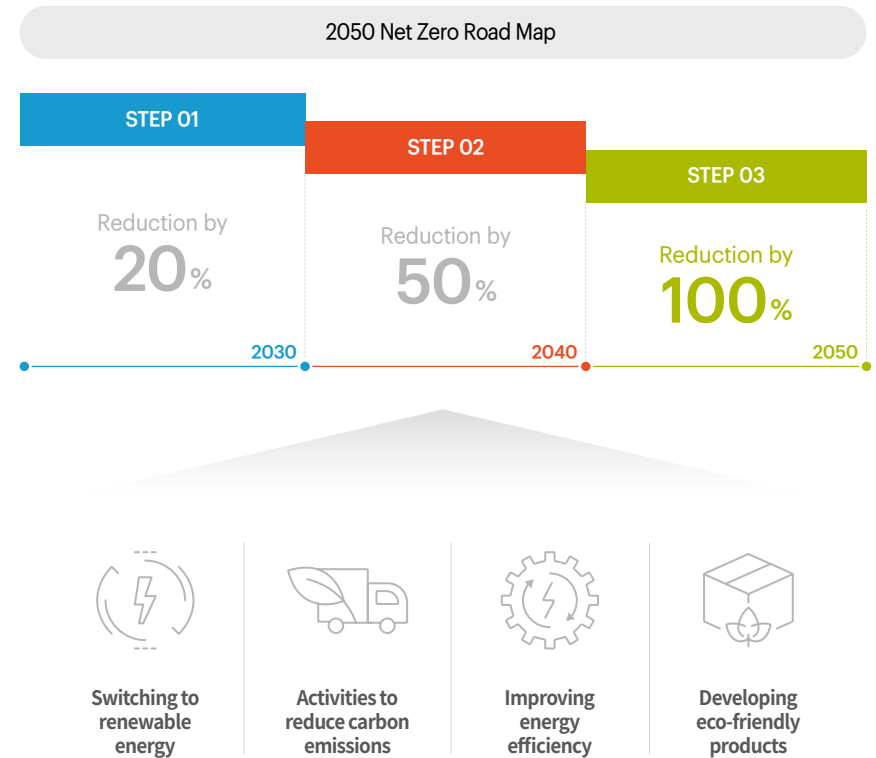 2050 Net Zero Road Map
STEP 01
STEP 02
STEP 03
Reduction by
20%
Reduction by
50%
Reduction by
100%
2030
2040
2050
Switching to
renewable
energy
Activities to
reduce carbon
emissions
Improving
energy
efficiency
Developing
eco-friendly
products